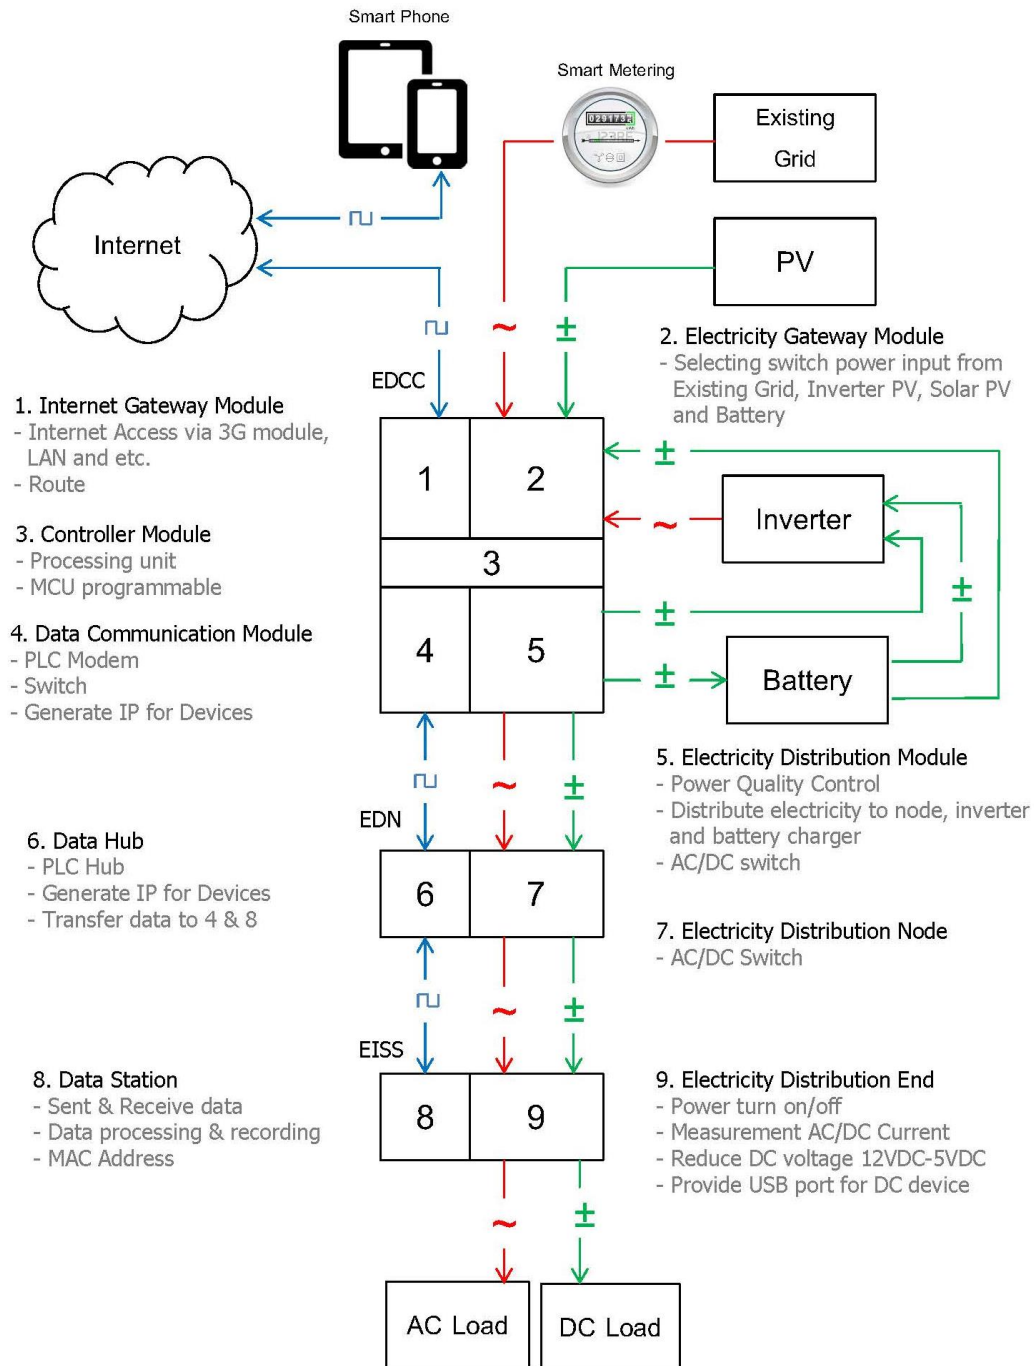 Smart Phone
Smart Metering
0291732
Existing
Grid
Internet
PV
EDCC
2. Electricity Gateway Module
- Selecting switch power input from
Existing Grid, Inverter PV, Solar PV
and Battery
1. Internet Gateway Module
- Internet Access via 3G module,
LAN and etc.
- Route
1
2
Inverter
3. Controller Module
- Processing unit
- MCU programmable
3
4. Data Communication Module
- PLC Modem
- Switch
- Generate IP for Devices
4
5
Battery
5. Electricity Distribution Module
- Power Quality Control
- Distribute electricity to node, inverter
and battery charger
- AC/DC switch
EDN
6. Data Hub
- PLC Hub
- Generate IP for Devices
- Transfer data to 4 & 8
6
7
7. Electricity Distribution Node
- AC/DC Switch
EISS
8. Data Station
- Sent & Receive data
- Data processing & recording
- MAC Address
8
9
9. Electricity Distribution End
- Power turn on/off
- Measurement AC/DC Current
- Reduce DC voltage 12VDC-5VDC
- Provide USB port for DC device
AC Load
DC Load